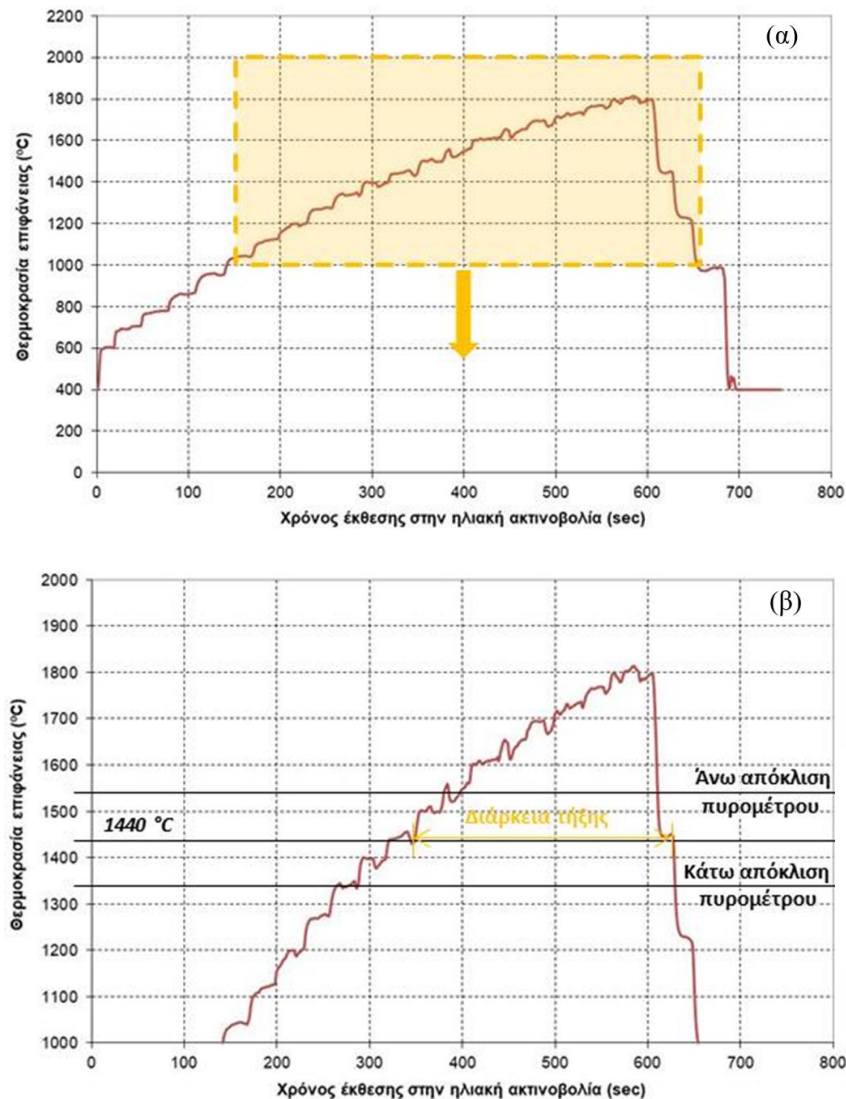 (α)
2200
2000
1800
1600
1400
1200
1000
800
600
400
200
0
Θερμοκρασία επιφάνειας (°C)
0 100 200 300 400 500 600 700 800
Χρόνος έκθεσης στην ηλιακή ακτινοβολία (sec)
(β)
2000
1900
1800
1700
1600
1500
1400
1300
1200
1100
1000
Θερμοκρασία επιφάνειας (°C)
Άνω απόκλιση
πυρομέτρου
1440 °C
Διάρκεια τήξης
Κάτω απόκλιση
πυρομέτρου
0 100 200 300 400 500 600 700 800
Χρόνος έκθεσης στην ηλιακή ακτινοβολία (sec)